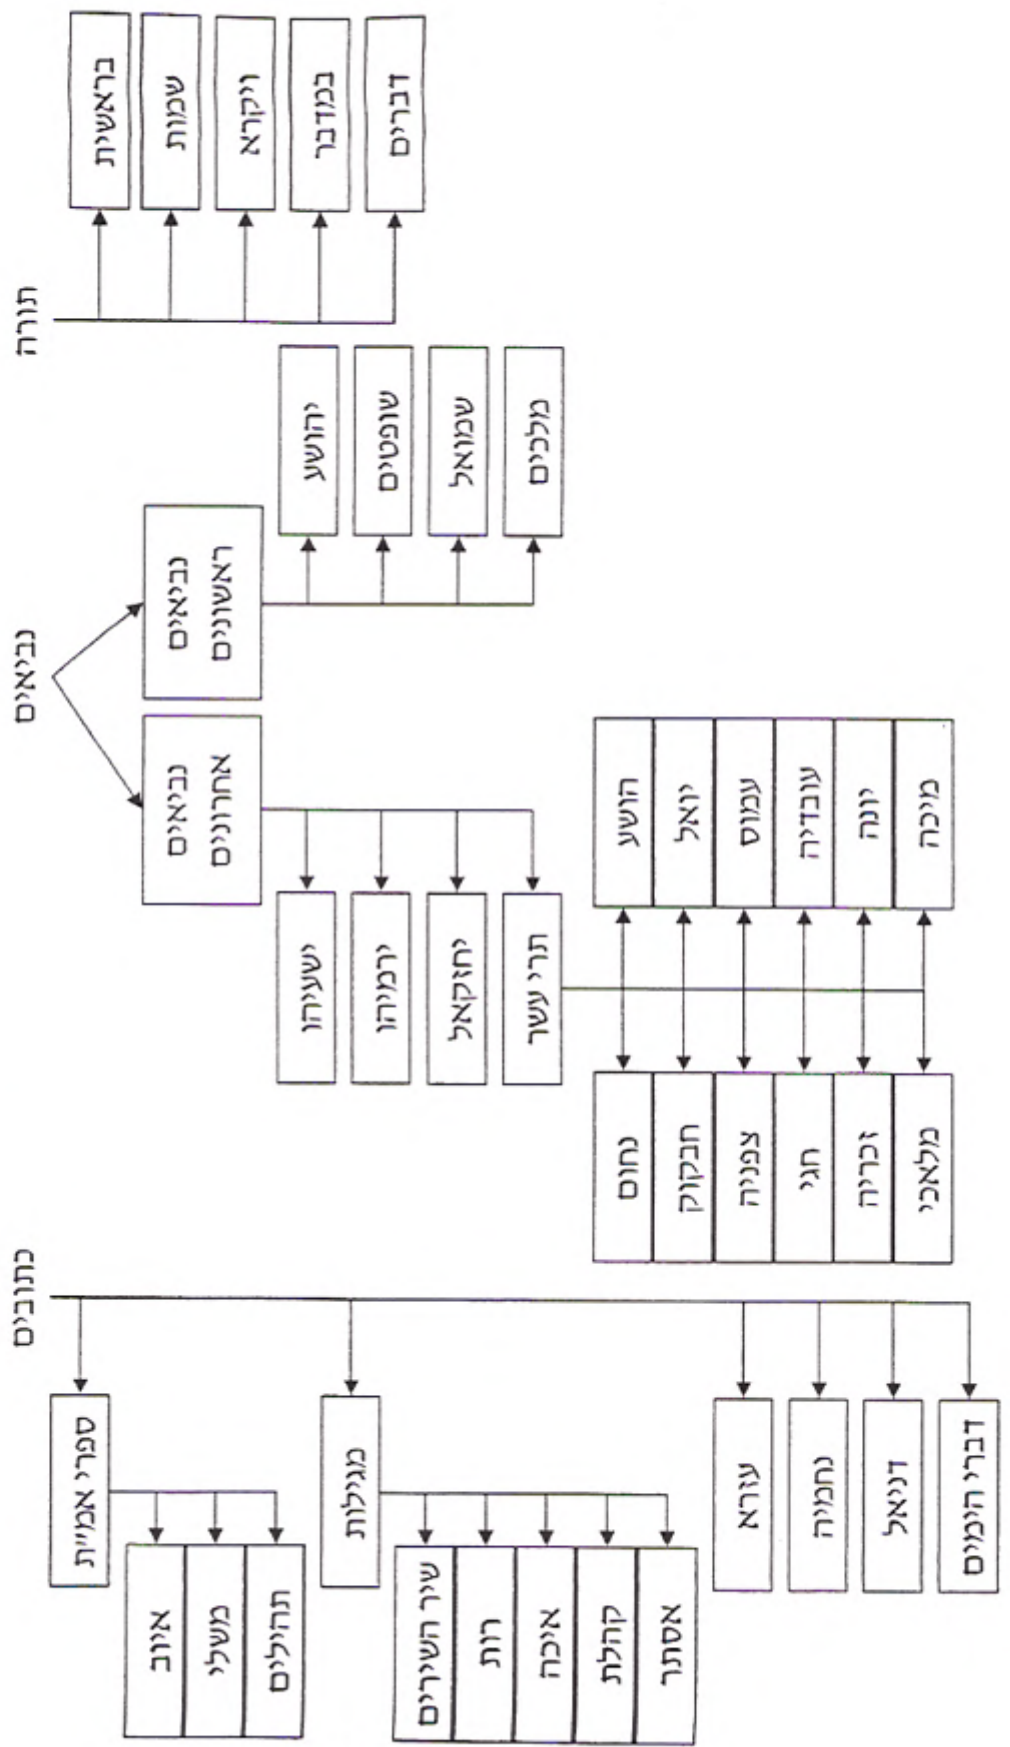 תורה
בראשית
שמות
ויקרא
במדבר
דברים
נביאים
נביאים
ראשונים
יהושע
שופטים
שמואל
מלכים
נביאים
אחרונים
ישעיהו
ירמיהו
יחזקאל
תרי עשר
הושע
יואל
עמוס
עובדיה
יונה
מיכה
נחום
חבקוק
צפניה
חגי
זכריה
מלאכי
כתובים
ספרי אמי״ת
איוב
משלי
תהילים
מגילות
שיר השירים
רות
איכה
קהלת
אסתר
עזרא
נחמיה
דניאל
דברי הימים